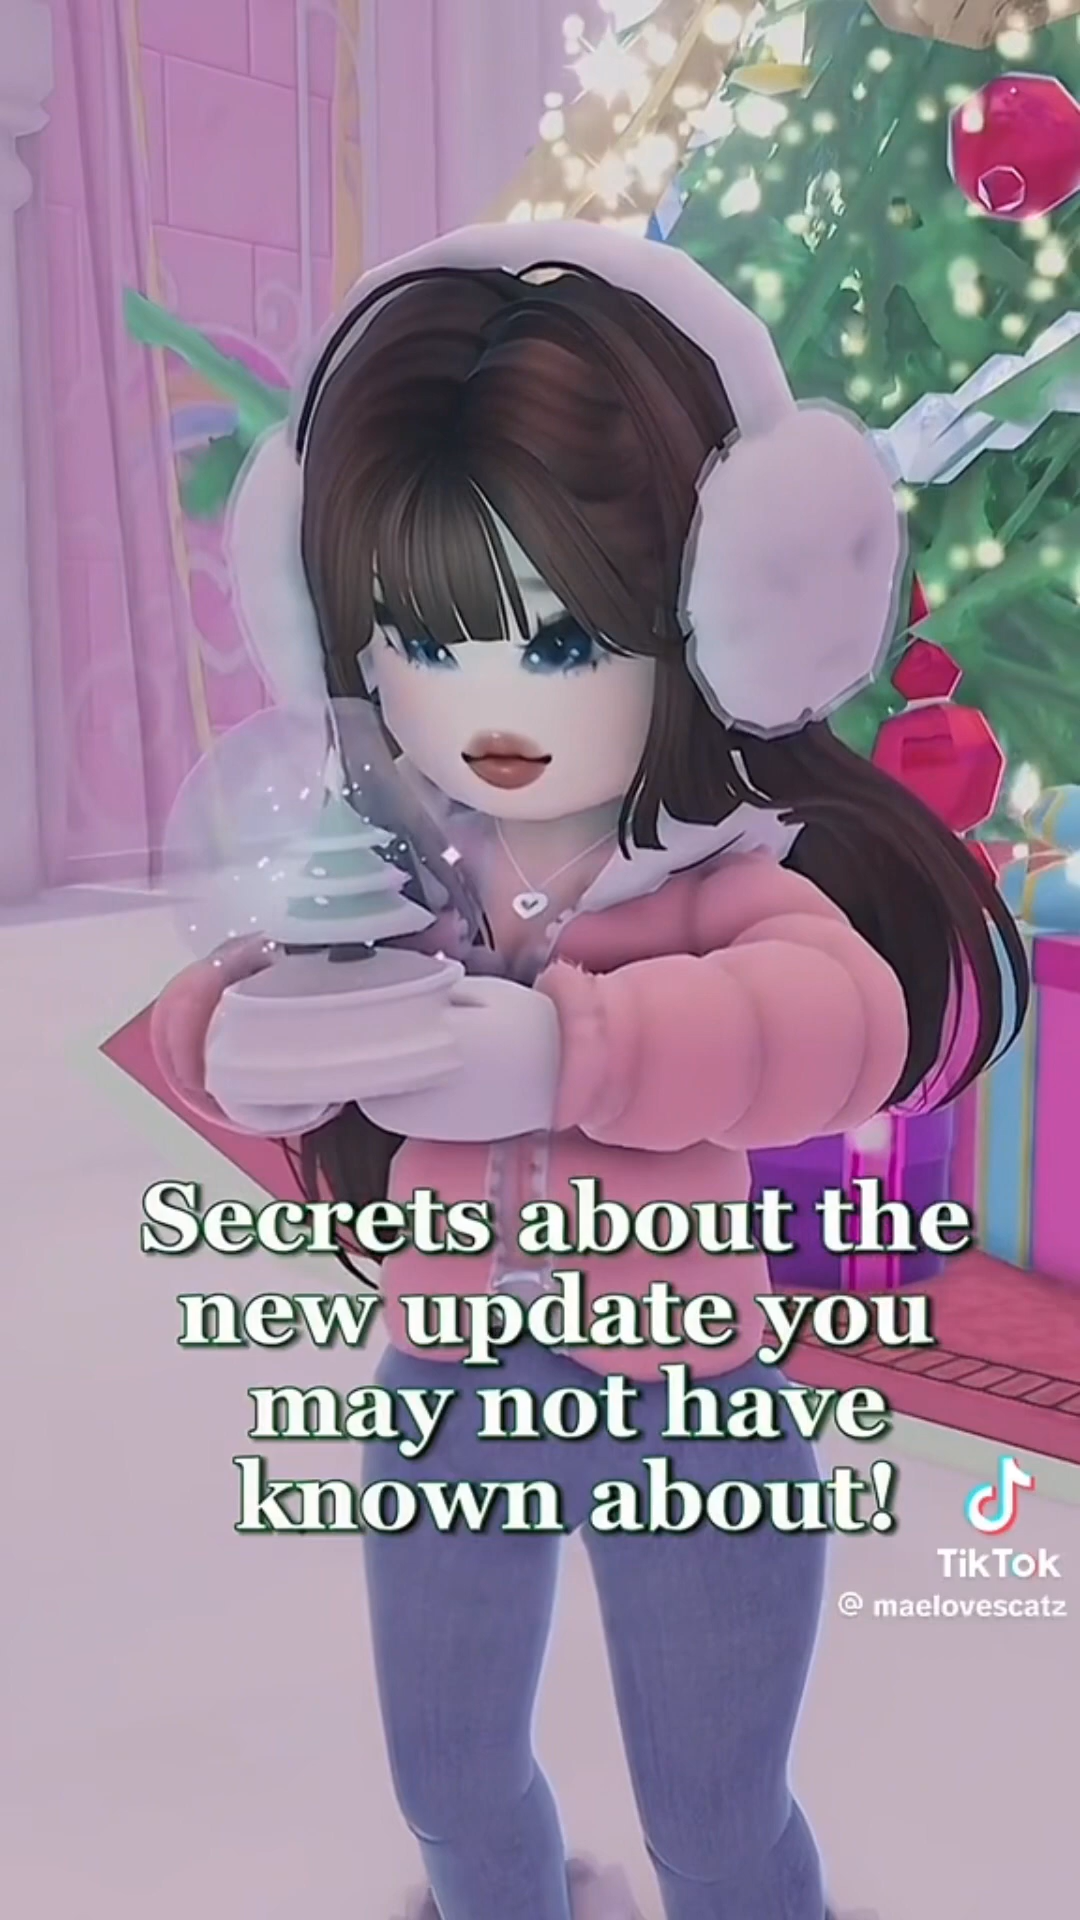 Secrets about the
new update you
may not have
known about!
TikTok
@ maelovescatz